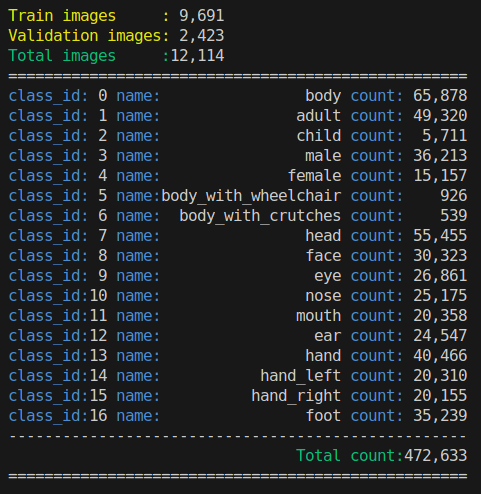 Train images     : 9,691
Validation images: 2,423
Total images     :12,114
===================================================
class_id: 0 name:                body count: 65,878
class_id: 1 name:               adult count: 49,320
class_id: 2 name:               child count:  5,711
class_id: 3 name:                male count: 36,213
class_id: 4 name:              female count: 15,157
class_id: 5 name:body_with_wheelchair count:    926
class_id: 6 name:  body_with_crutches count:    539
class_id: 7 name:                head count: 55,455
class_id: 8 name:                face count: 30,323
class_id: 9 name:                 eye count: 26,861
class_id:10 name:                nose count: 25,175
class_id:11 name:               mouth count: 20,358
class_id:12 name:                 ear count: 24,547
class_id:13 name:                hand count: 40,466
class_id:14 name:           hand_left count: 20,310
class_id:15 name:          hand_right count: 20,155
class_id:16 name:                foot count: 35,239
---------------------------------------------------
                                Total count:472,633
===================================================